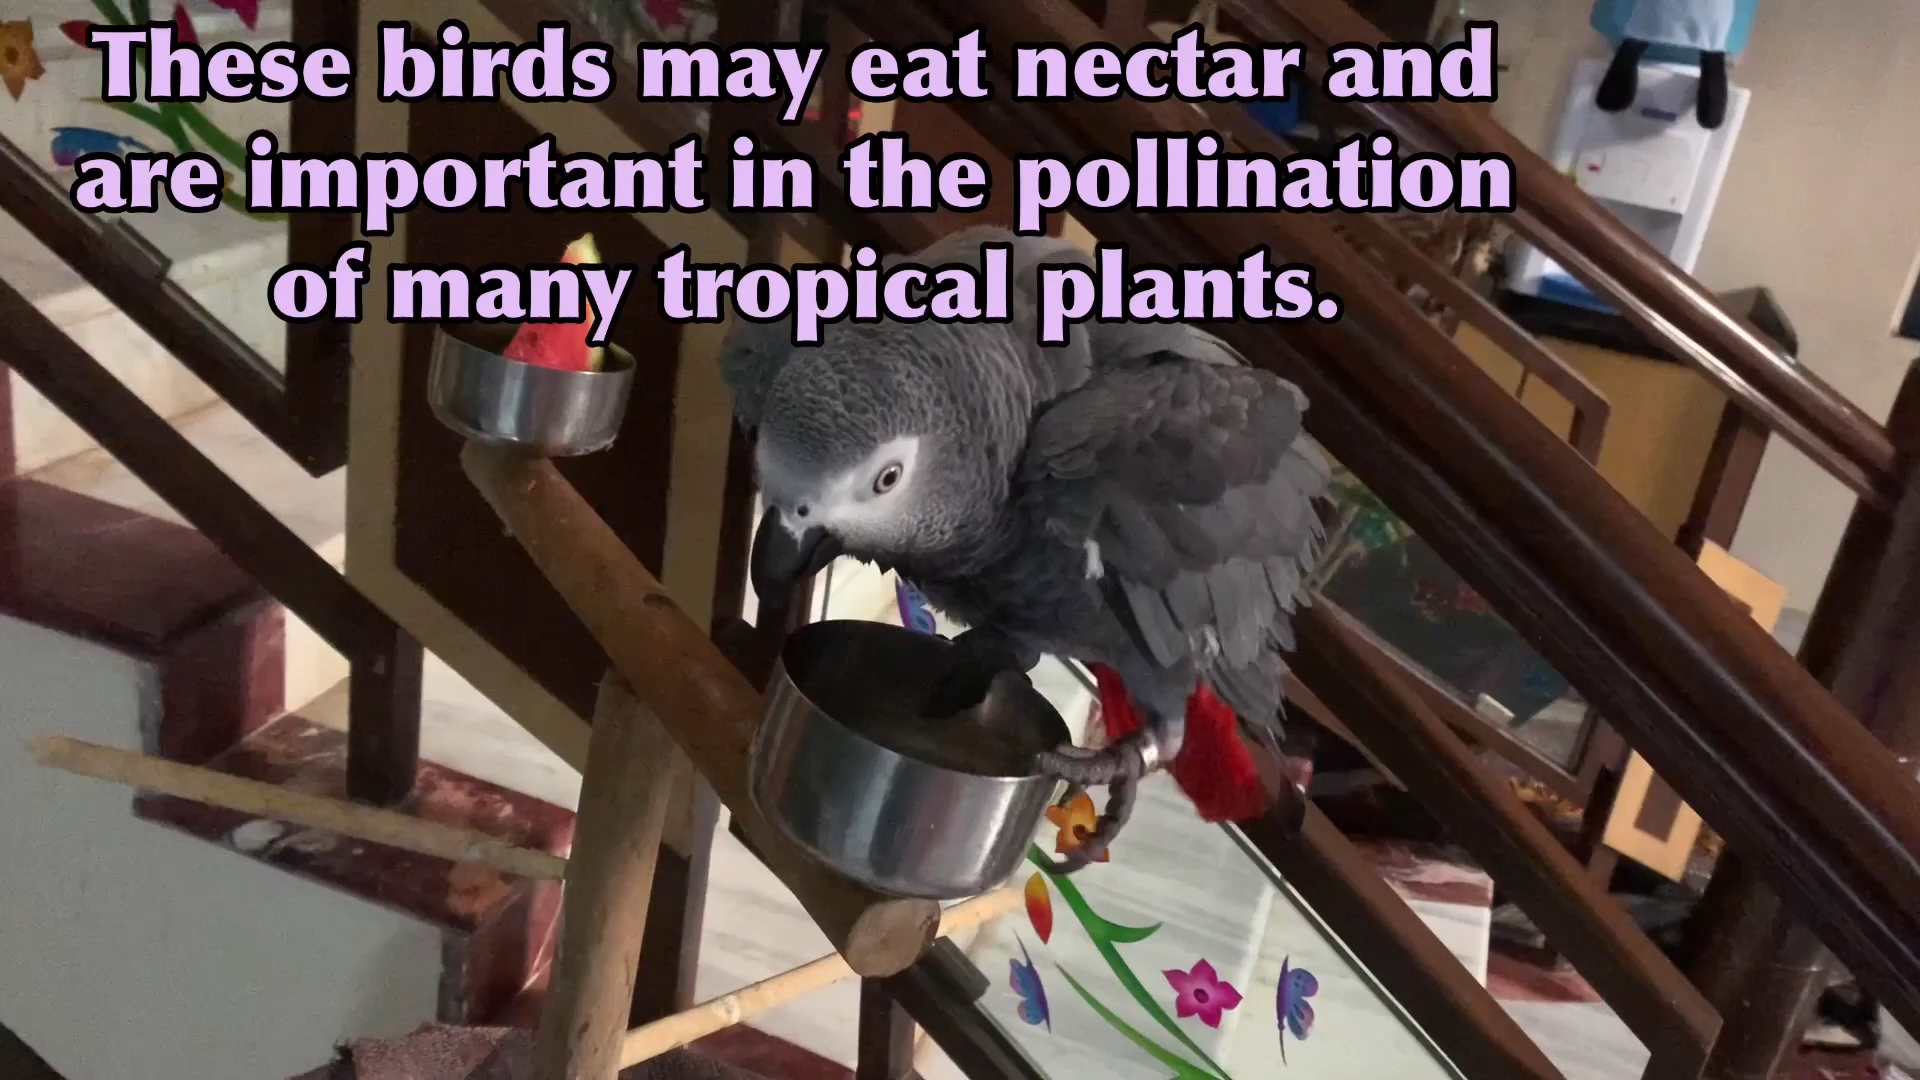 These birds may eat nectar and
are important in the pollination
of many tropical plants.